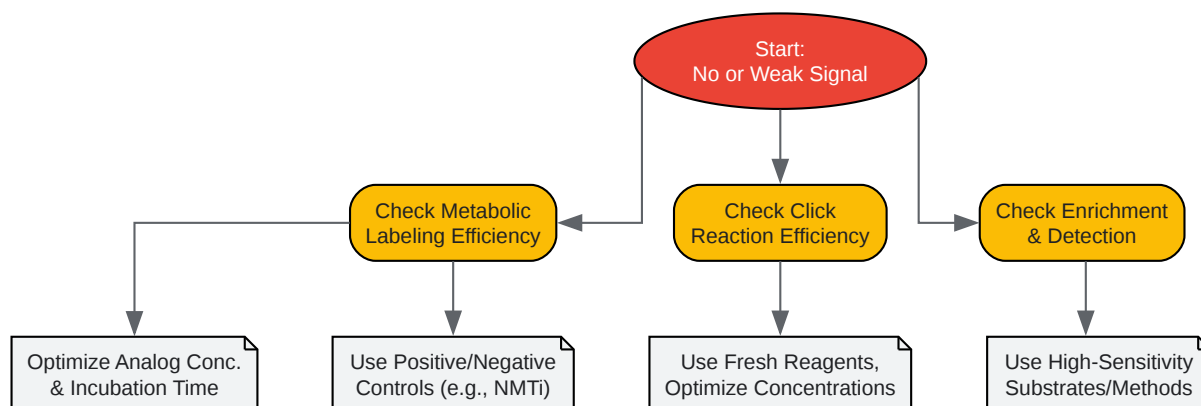 Start:
No or Weak Signal
Check Metabolic
Labeling Efficiency
Check Click
Reaction Efficiency
Check Enrichment
& Detection
Optimize Analog Conc.
& Incubation Time
Use Positive/Negative
Controls (e.g., NMTi)
Use Fresh Reagents,
Optimize Concentrations
Use High-Sensitivity
Substrates/Methods